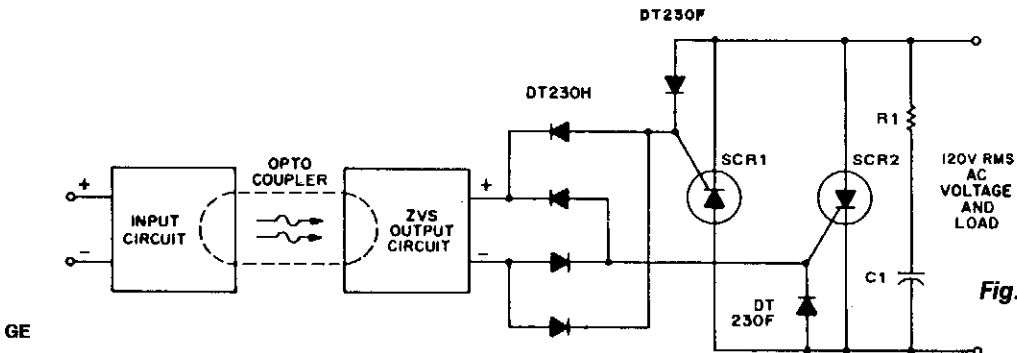 DT230F
DT230H
OPTO
COUPLER
+
−
INPUT
CIRCUIT
ZVS
OUTPUT
CIRCUIT
+
−
SCR1
SCR2
R1
C1
120V RMS
AC
VOLTAGE
AND
LOAD
DT
230F
Fig.
GE